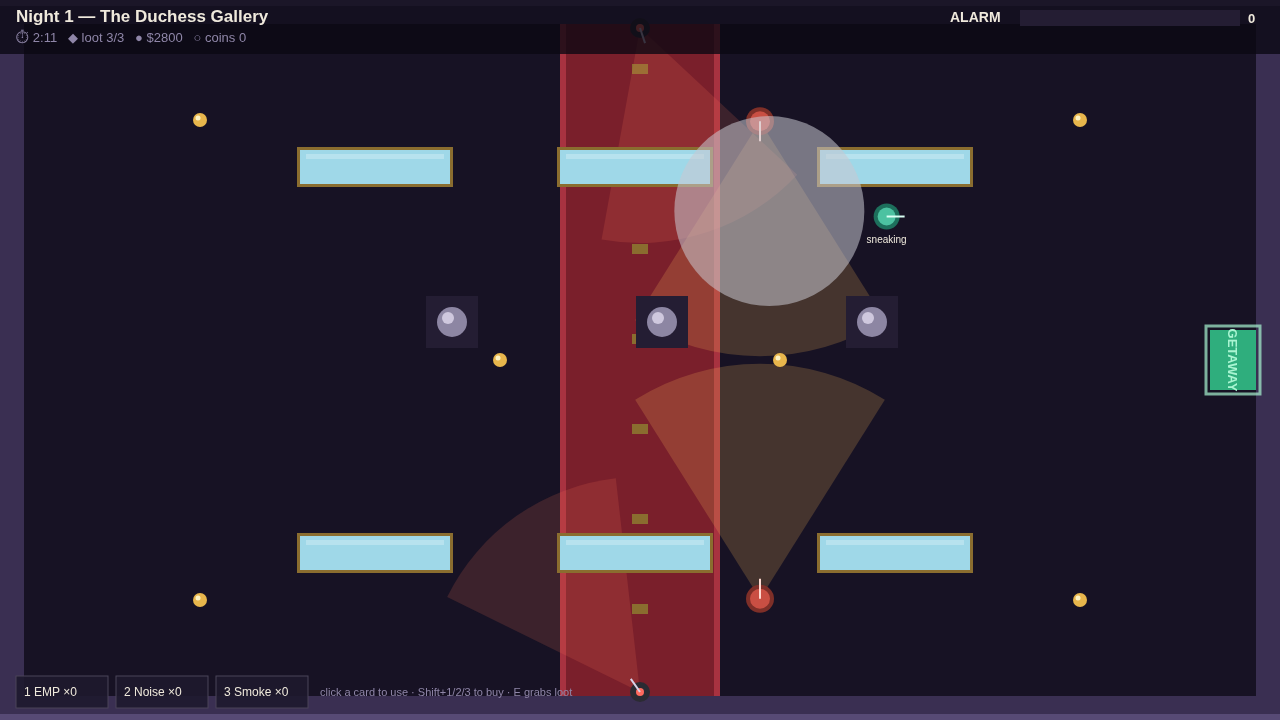 Night 1 — The Duchess Gallery
ALARM
0
⏱ 2:11 ◆ loot 3/3 ● $2800 ○ coins 0
sneaking
GETAWAY
1 EMP ×0
2 Noise ×0
3 Smoke ×0
click a card to use · Shift+1/2/3 to buy · E grabs loot